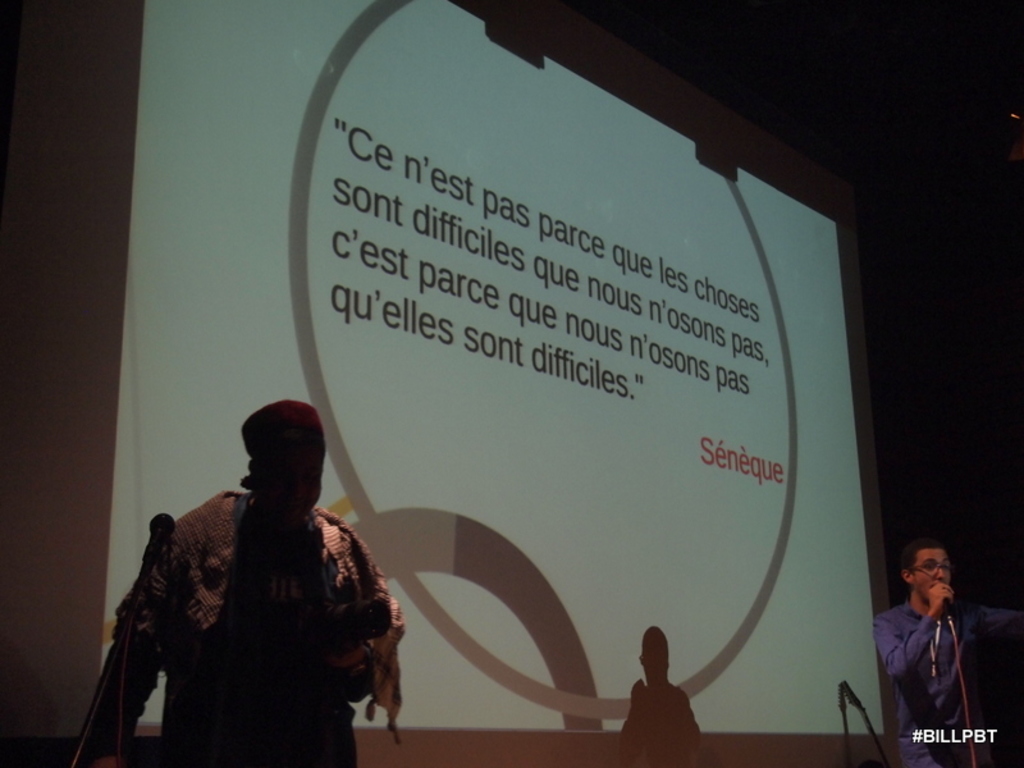 "Ce n’est pas parce que les choses
sont difficiles que nous n’osons pas,
c’est parce que nous n’osons pas
qu’elles sont difficiles."
Sénèque
#BILLPBT